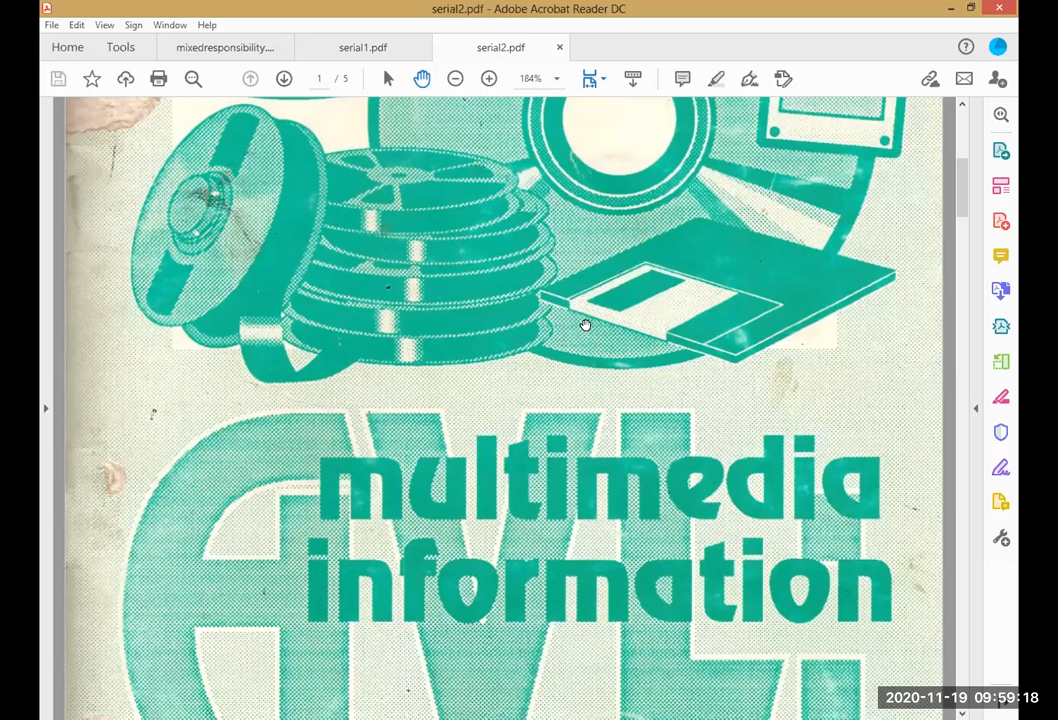 serial2.pdf - Adobe Acrobat Reader DC
File Edit View Sign Window Help
Home Tools mixedresponsibility.... serial1.pdf serial2.pdf
1 / 5 184%
multimedia
information
2020-11-19 09:59:18